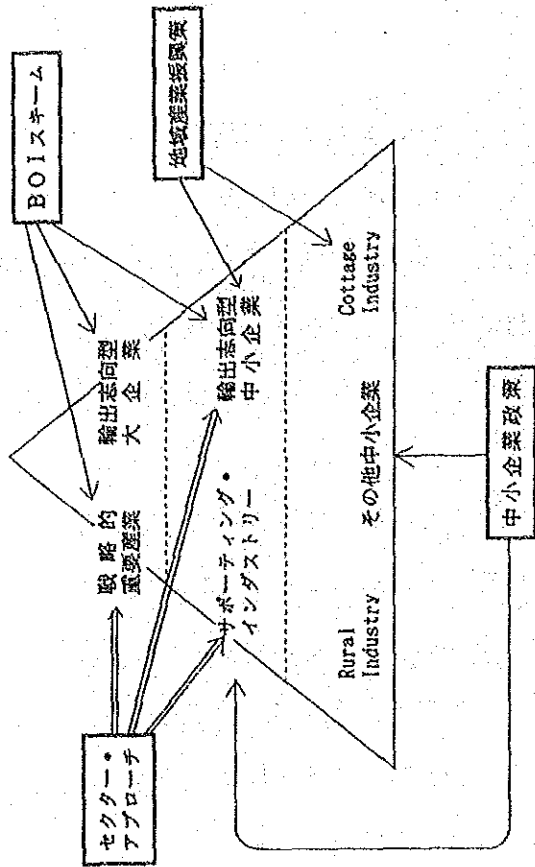 BOIスキーム
地域産業振興策
セクター・
アプローチ
戦略的
重要産業
輸出志向型
大企業
サポーティング・
インダストリー
輸出志向型
中小企業
Rural
Industry
その他中小企業
Cottage
Industry
中小企業政策